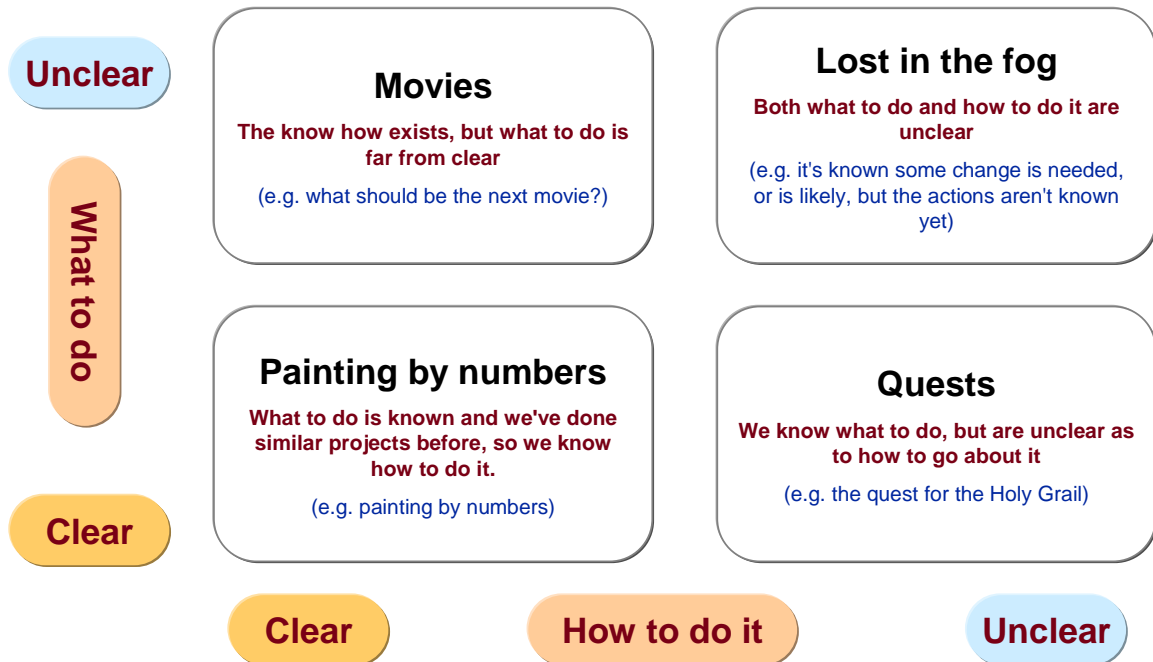 Unclear
Movies
The know how exists, but what to do is
far from clear
(e.g. what should be the next movie?)
Lost in the fog
Both what to do and how to do it are
unclear
(e.g. it's known some change is needed,
or is likely, but the actions aren't known
yet)
What to do
Painting by numbers
What to do is known and we've done
similar projects before, so we know
how to do it.
(e.g. painting by numbers)
Quests
We know what to do, but are unclear as
to how to go about it
(e.g. the quest for the Holy Grail)
Clear
Clear
How to do it
Unclear